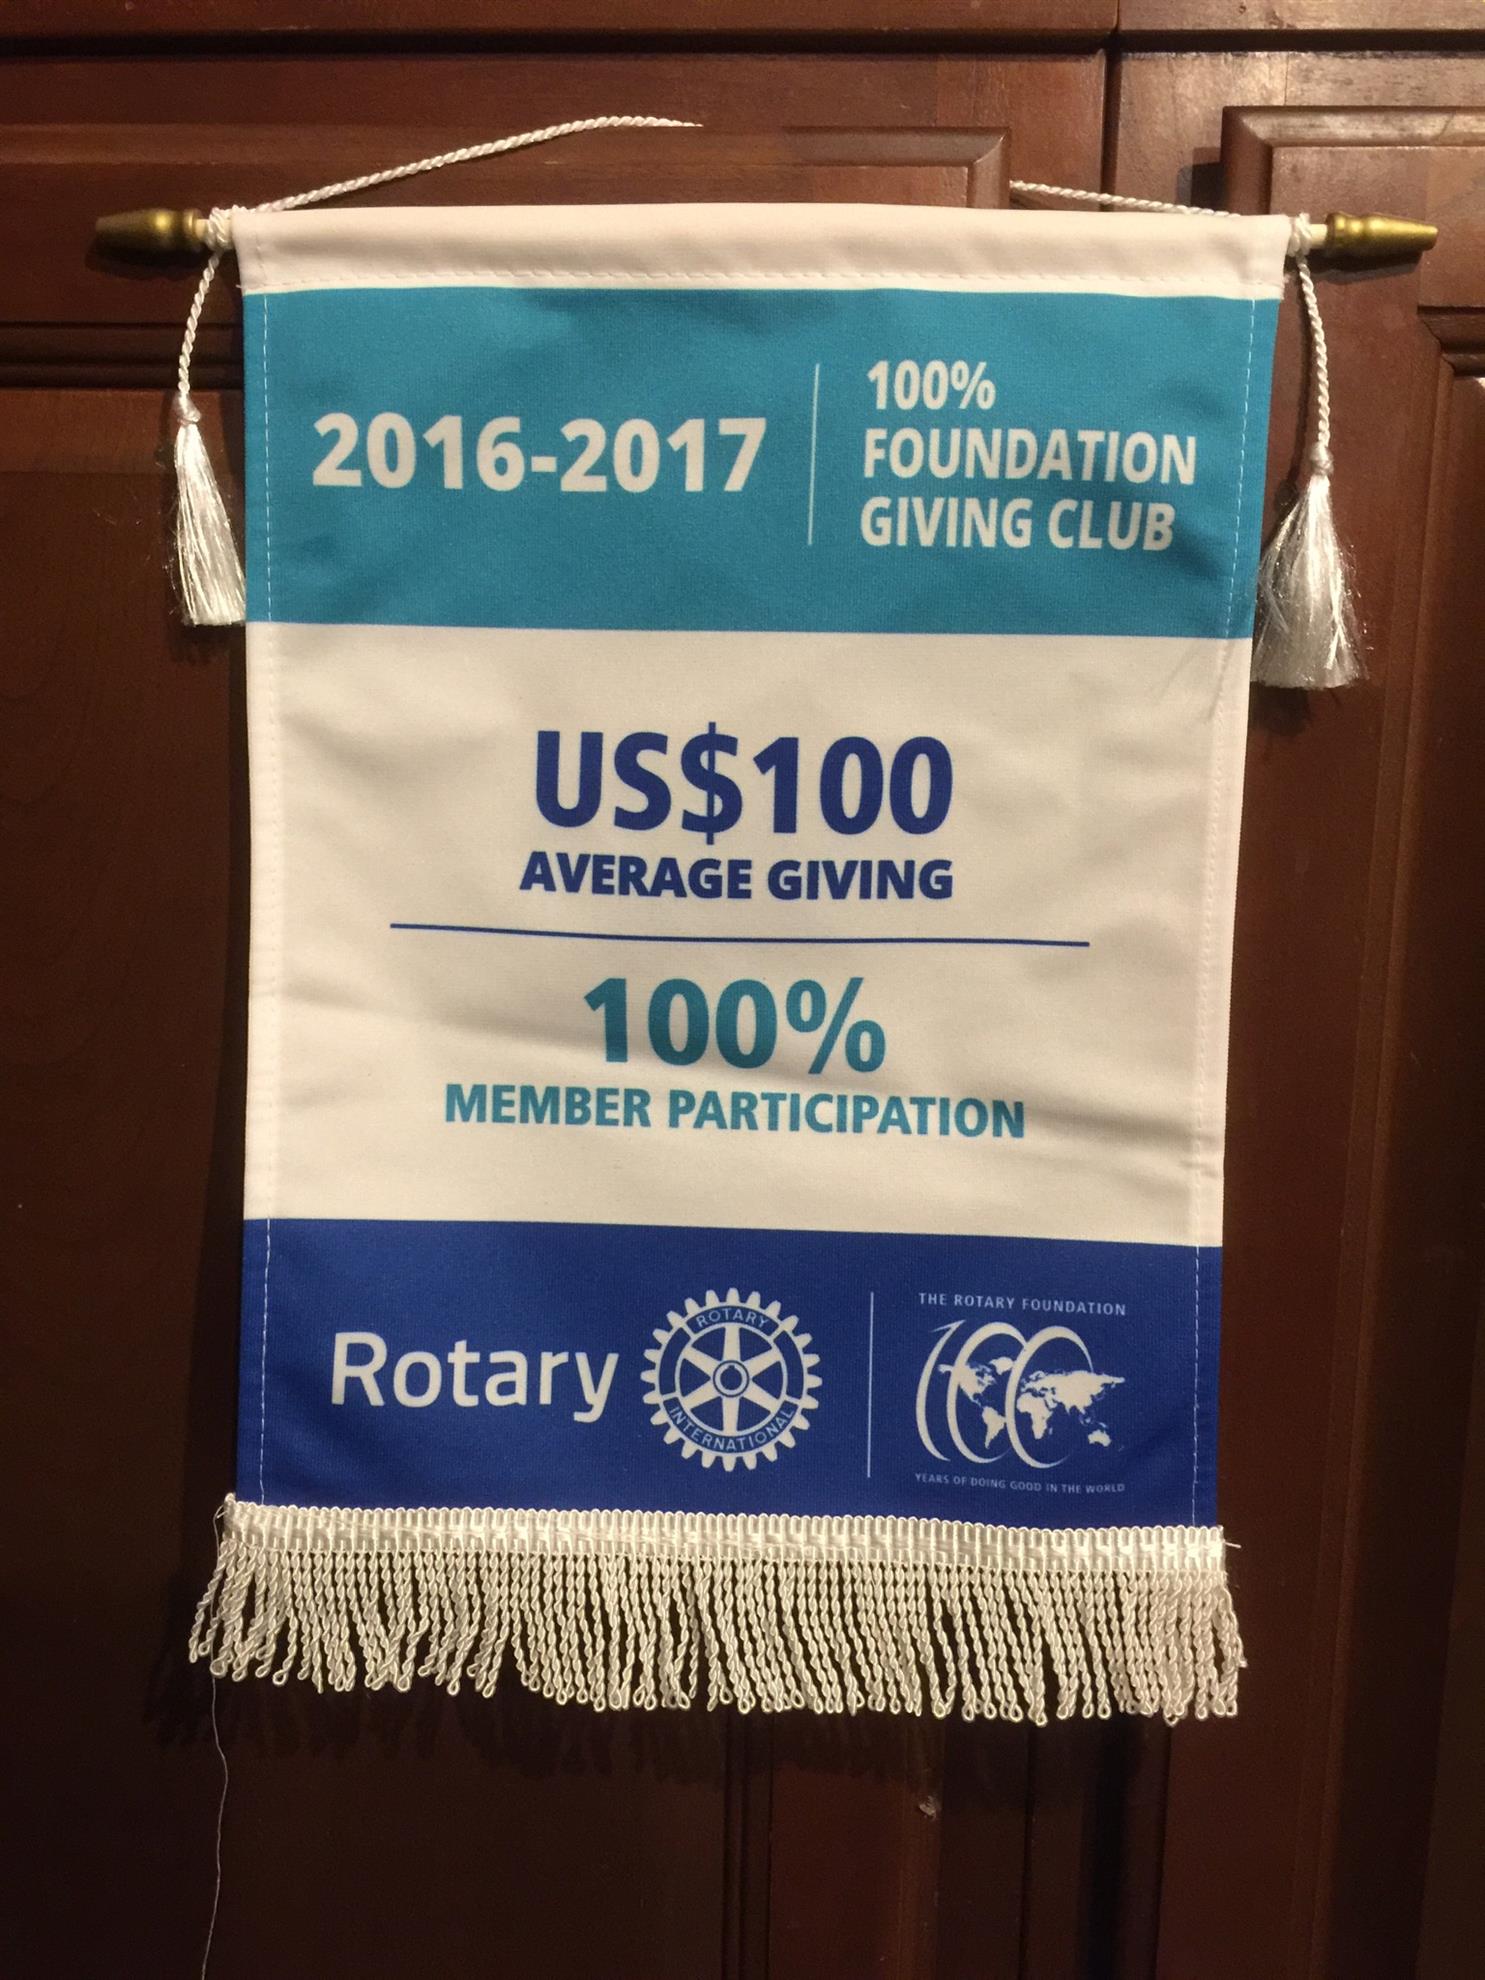 2016-2017
100%
FOUNDATION
GIVING CLUB
US$100
AVERAGE GIVING
100%
MEMBER PARTICIPATION
Rotary
ROTARY
INTERNATIONAL
THE ROTARY FOUNDATION
100
YEARS OF DOING GOOD IN THE WORLD